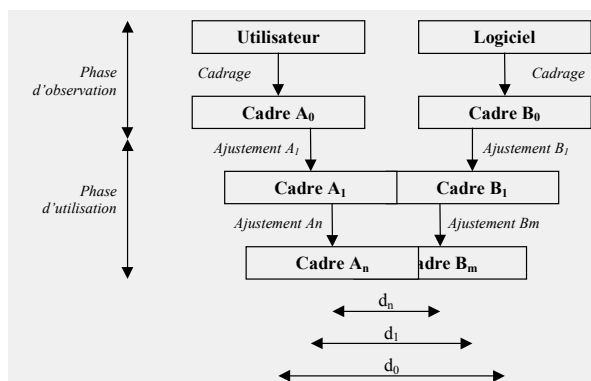 Utilisateur Logiciel
Phase
d'observation
Cadrage Cadrage
Cadre A₀ Cadre B₀
Ajustement A₁ Ajustement B₁
Phase
d'utilisation
Cadre A₁ Cadre B₁
Ajustement An Ajustement Bm
Cadre Aₙ adre Bₘ
dₙ
d₁
d₀